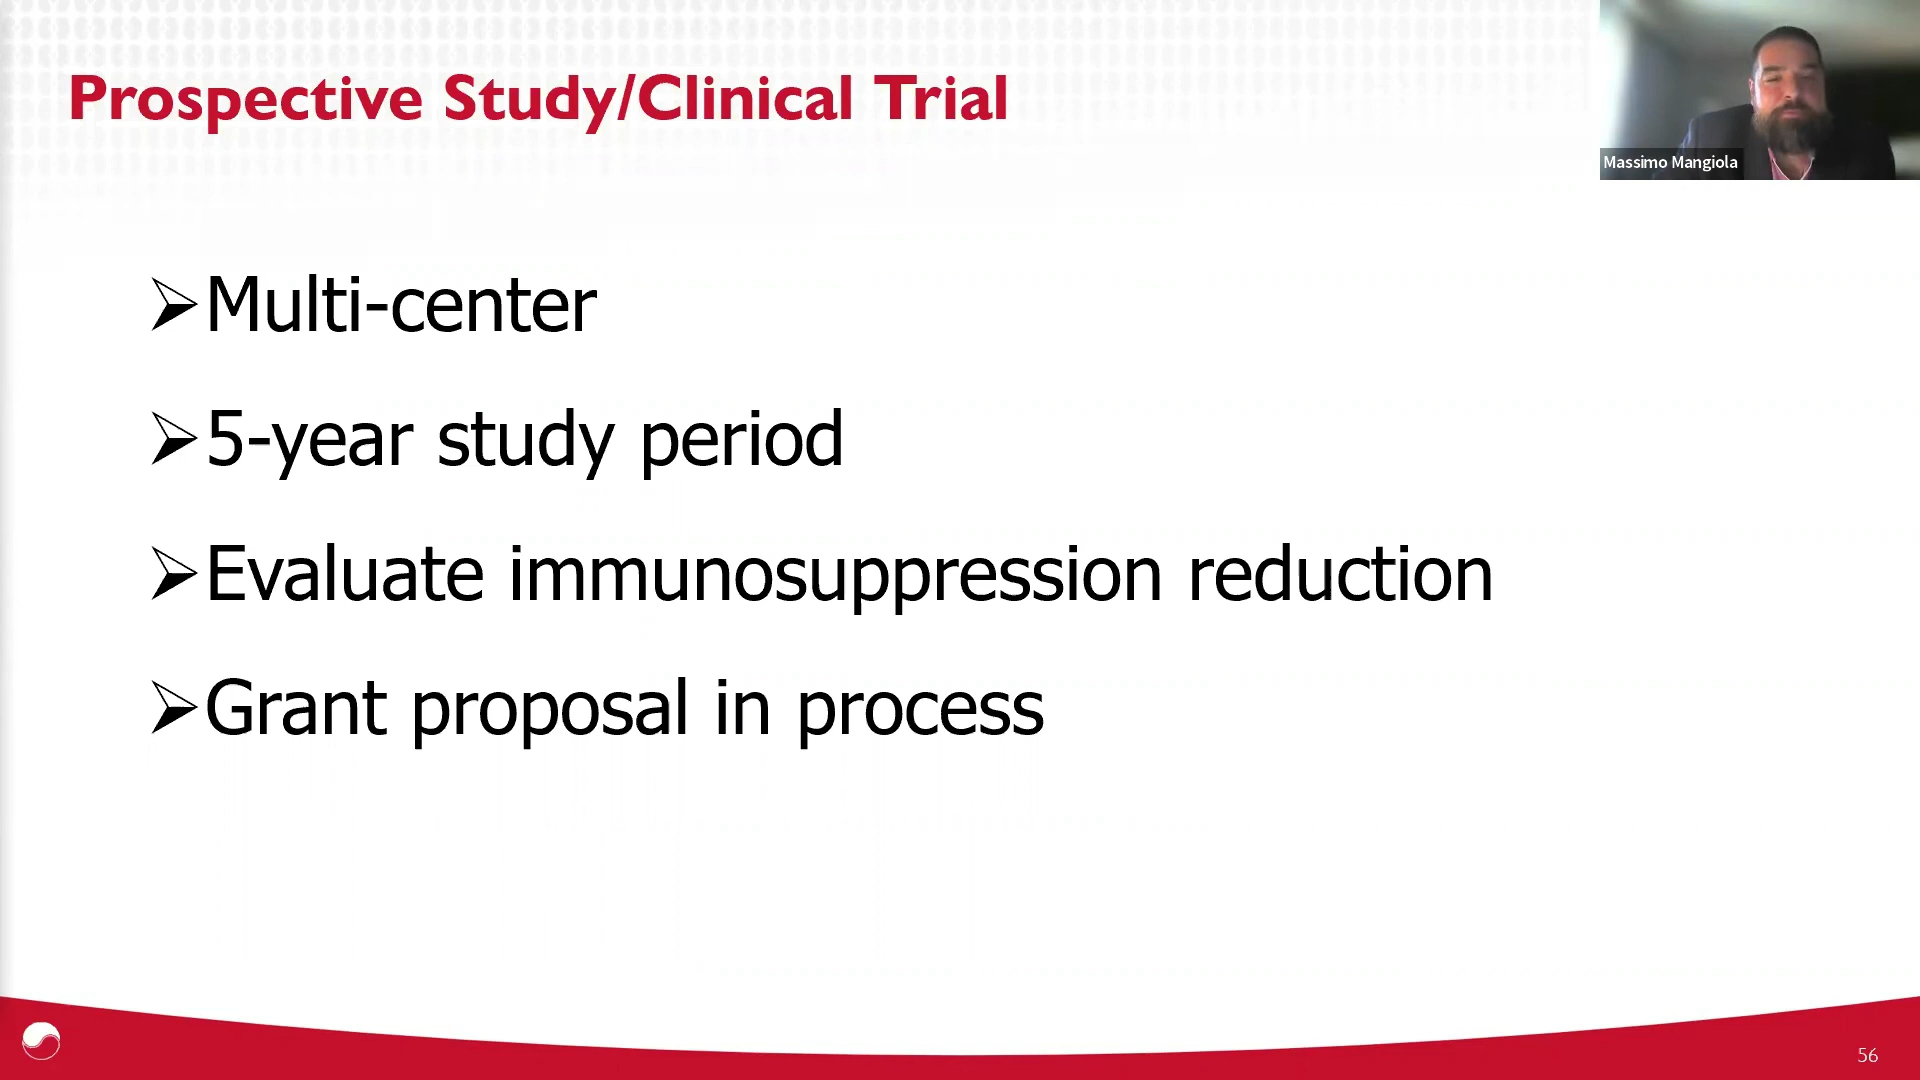 Prospective Study/Clinical Trial
Massimo Mangiola
➢Multi-center
➢5-year study period
➢Evaluate immunosuppression reduction
➢Grant proposal in process
56